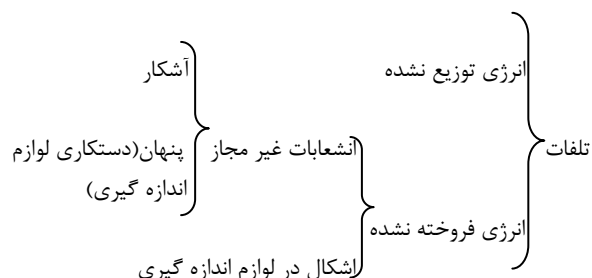 تلفات
انرژی توزیع نشده
انرژی فروخته نشده
انشعابات غیر مجاز
آشکار
پنهان(دستکاری لوازم
اندازه گیری)
اشکال در لوازم اندازه گیری